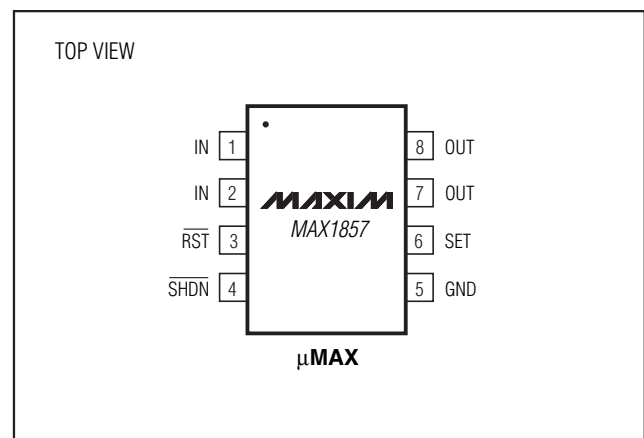 TOP VIEW
IN 1
IN 2
RST 3
SHDN 4
MAXIM
MAX1857
8 OUT
7 OUT
6 SET
5 GND
µMAX